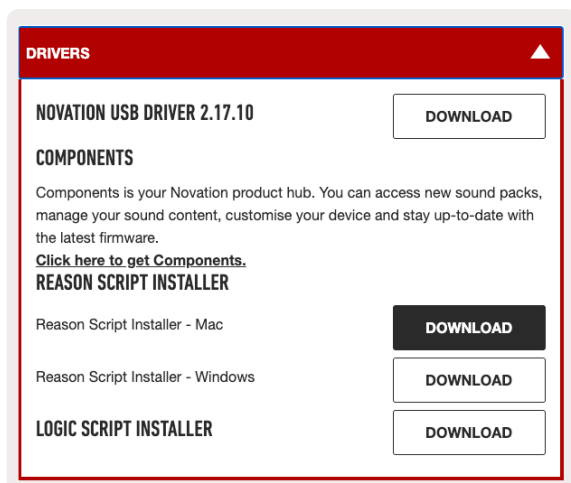 DRIVERS
NOVATION USB DRIVER 2.17.10
DOWNLOAD
COMPONENTS
Components is your Novation product hub. You can access new sound packs,
manage your sound content, customise your device and stay up-to-date with
the latest firmware.
Click here to get Components.
REASON SCRIPT INSTALLER
Reason Script Installer - Mac
DOWNLOAD
Reason Script Installer - Windows
DOWNLOAD
LOGIC SCRIPT INSTALLER
DOWNLOAD